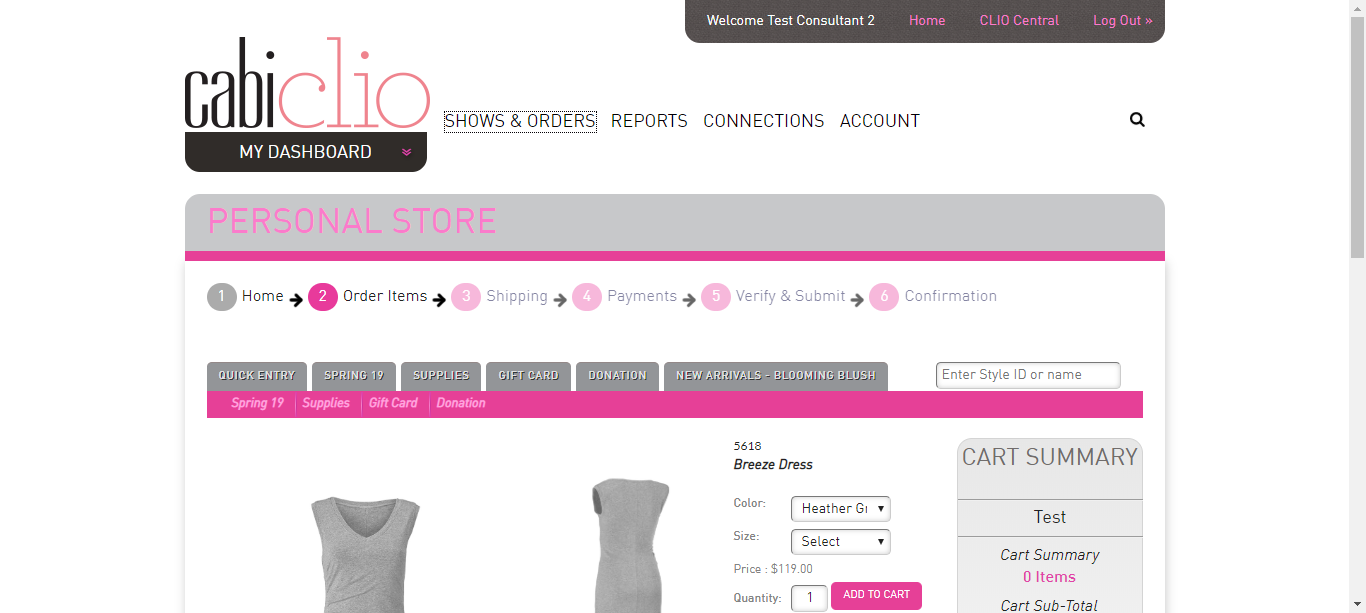 Welcome Test Consultant 2 Home CLIO Central Log Out »
cabiclio
SHOWS & ORDERS REPORTS CONNECTIONS ACCOUNT
MY DASHBOARD
PERSONAL STORE
1 Home 2 Order Items 3 Shipping 4 Payments 5 Verify & Submit 6 Confirmation
QUICK ENTRY SPRING 19 SUPPLIES GIFT CARD DONATION NEW ARRIVALS - BLOOMING BLUSH Enter Style ID or name
Spring 19 Supplies Gift Card Donation
5618
Breeze Dress
Color: Heather Gr
Size: Select
Price : $119.00
Quantity: 1 ADD TO CART
CART SUMMARY
Test
Cart Summary
0 Items
Cart Sub-Total